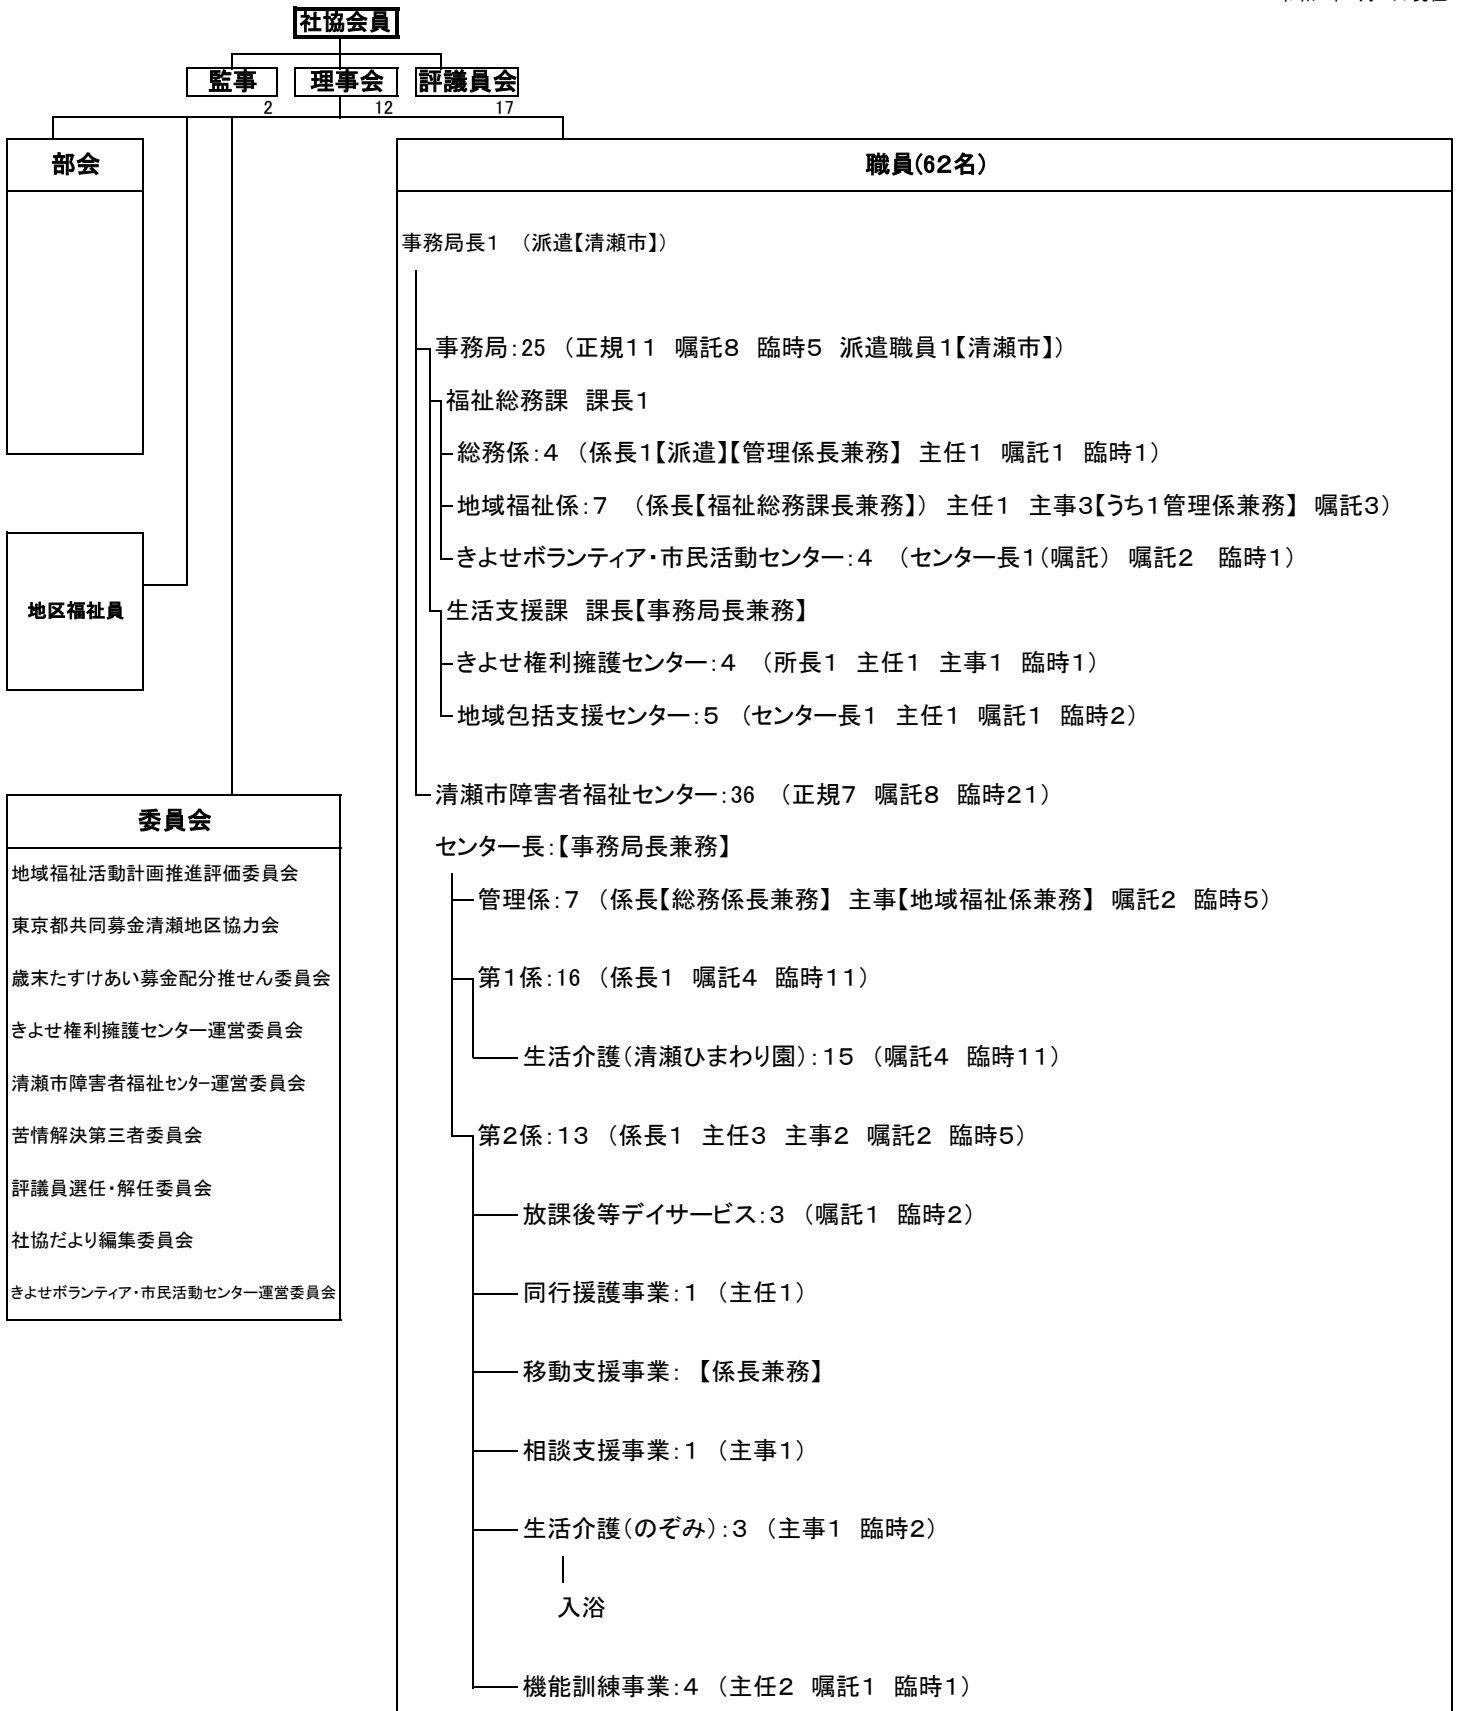 社協会員
監事 理事会 評議員会
2 12 17
部会
職員(62名)
事務局長1 （派遣【清瀬市】）
事務局：25 （正規11 嘱託8 臨時5 派遣職員1【清瀬市】）
福祉総務課 課長1
総務係：4 （係長1【派遣】【管理係長兼務】 主任1 嘱託1 臨時1）
地域福祉係：7 （係長【福祉総務課長兼務】） 主任1 主事3【うち1管理係兼務】 嘱託3）
きよせボランティア・市民活動センター：4 （センター長1（嘱託） 嘱託2 臨時1）
生活支援課 課長【事務局長兼務】
きよせ権利擁護センター：4 （所長1 主任1 主事1 臨時1）
地域包括支援センター：5 （センター長1 主任1 嘱託1 臨時2）
清瀬市障害者福祉センター：36 （正規7 嘱託8 臨時21）
センター長：【事務局長兼務】
管理係：7 （係長【総務係長兼務】 主事【地域福祉係兼務】 嘱託2 臨時5）
第1係：16 （係長1 嘱託4 臨時11）
生活介護（清瀬ひまわり園）：15 （嘱託4 臨時11）
第2係：13 （係長1 主任3 主事2 嘱託2 臨時5）
放課後等デイサービス：3 （嘱託1 臨時2）
同行援護事業：1 （主任1）
移動支援事業： 【係長兼務】
相談支援事業：1 （主事1）
生活介護（のぞみ）：3 （主事1 臨時2）
入浴
機能訓練事業：4 （主任2 嘱託1 臨時1）
地区福祉員
委員会
地域福祉活動計画推進評価委員会
東京都共同募金清瀬地区協力会
歳末たすけあい募金配分推せん委員会
きよせ権利擁護センター運営委員会
清瀬市障害者福祉センター運営委員会
苦情解決第三者委員会
評議員選任・解任委員会
社協だより編集委員会
きよせボランティア・市民活動センター運営委員会